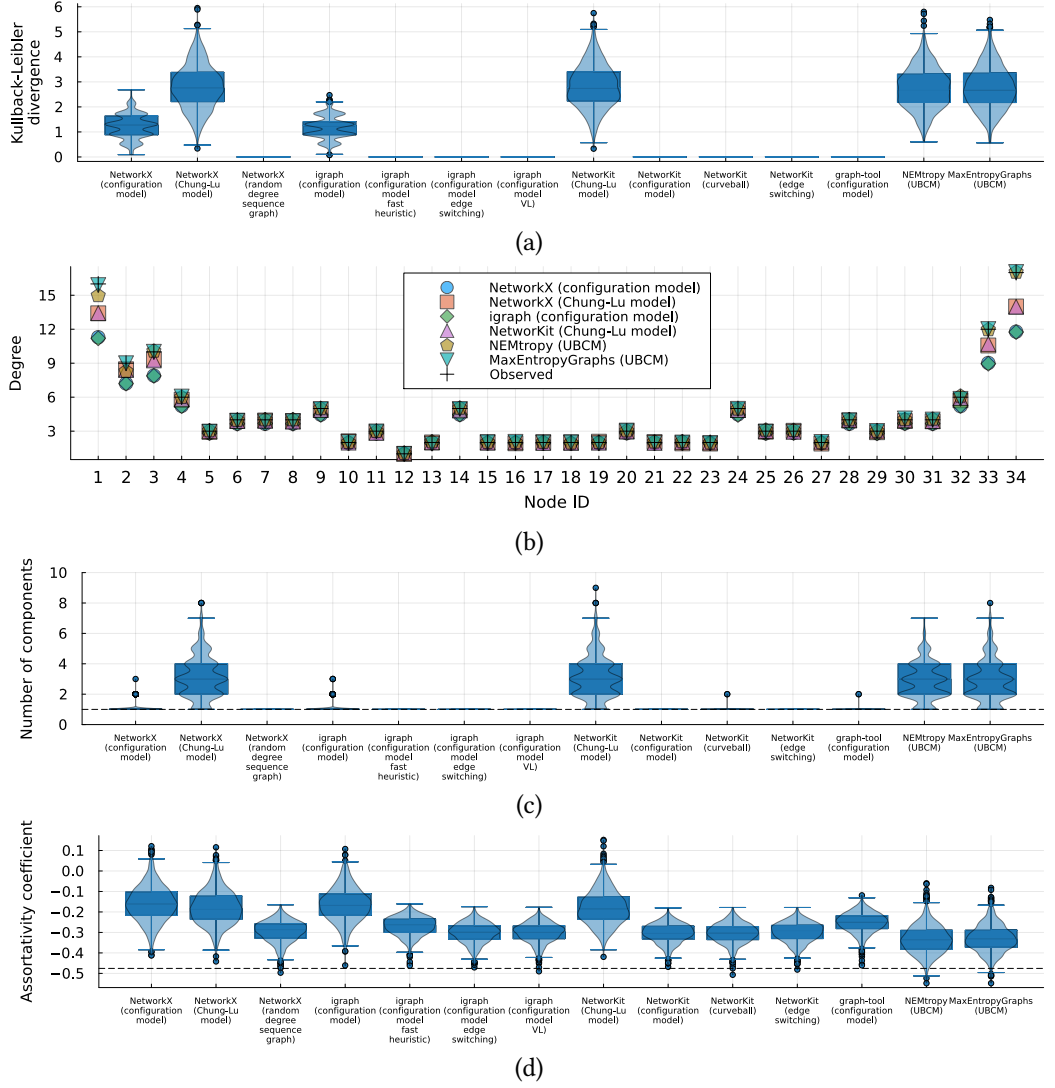 Kullback-Leibler
divergence
6
5
4
3
2
1
0
NetworkX
(configuration
model)
NetworkX
(Chung-Lu
model)
NetworkX
(random
degree
sequence
graph)
igraph
(configuration
model)
igraph
(configuration
model
fast
heuristic)
igraph
(configuration
model edge
switching)
igraph
(configuration
model VL)
NetworKit
(Chung-Lu
model)
NetworKit
(configuration
model)
NetworKit
(curveball)
NetworKit
(edge
switching)
graph-tool
(configuration
model)
NEMtropy
(UBCM)
MaxEntropyGraphs
(UBCM)
(a)
Degree
15
12
9
6
3
NetworkX (configuration model)
NetworkX (Chung-Lu model)
igraph (configuration model)
NetworKit (Chung-Lu model)
NEMtropy (UBCM)
MaxEntropyGraphs (UBCM)
Observed
1 2 3 4 5 6 7 8 9 10 11 12 13 14 15 16 17 18 19 20 21 22 23 24 25 26 27 28 29 30 31 32 33 34
Node ID
(b)
Number of components
10
8
6
4
2
0
NetworkX
(configuration
model)
NetworkX
(Chung-Lu
model)
NetworkX
(random
degree
sequence
graph)
igraph
(configuration
model)
igraph
(configuration
model
fast
heuristic)
igraph
(configuration
model edge
switching)
igraph
(configuration
model VL)
NetworKit
(Chung-Lu
model)
NetworKit
(configuration
model)
NetworKit
(curveball)
NetworKit
(edge
switching)
graph-tool
(configuration
model)
NEMtropy
(UBCM)
MaxEntropyGraphs
(UBCM)
(c)
Assortativity coefficient
0.1
0.0
−0.1
−0.2
−0.3
−0.4
−0.5
NetworkX
(configuration
model)
NetworkX
(Chung-Lu
model)
NetworkX
(random
degree
sequence
graph)
igraph
(configuration
model)
igraph
(configuration
model
fast
heuristic)
igraph
(configuration
model
edge
switching)
igraph
(configuration
model
VL)
NetworKit
(Chung-Lu
model)
NetworKit
(configuration
model)
NetworKit
(curveball)
NetworKit
(edge
switching)
graph-tool
(configuration
model)
NEMtropy
(UBCM)
MaxEntropyGraphs
(UBCM)
(d)